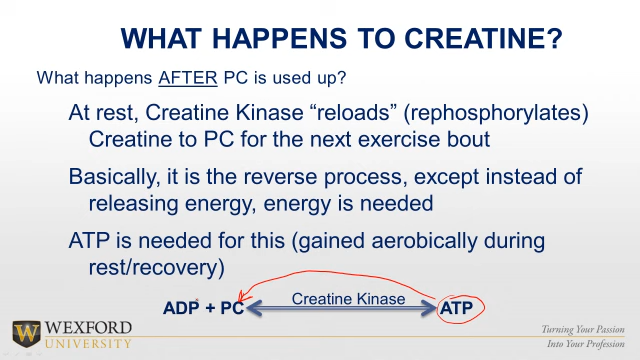 WHAT HAPPENS TO CREATINE?
What happens AFTER PC is used up?
At rest, Creatine Kinase “reloads” (rephosphorylates)
Creatine to PC for the next exercise bout
Basically, it is the reverse process, except instead of
releasing energy, energy is needed
ATP is needed for this (gained aerobically during
rest/recovery)
ADP + PC Creatine Kinase ATP
WEXFORD
UNIVERSITY
Turning Your Passion
Into Your Profession